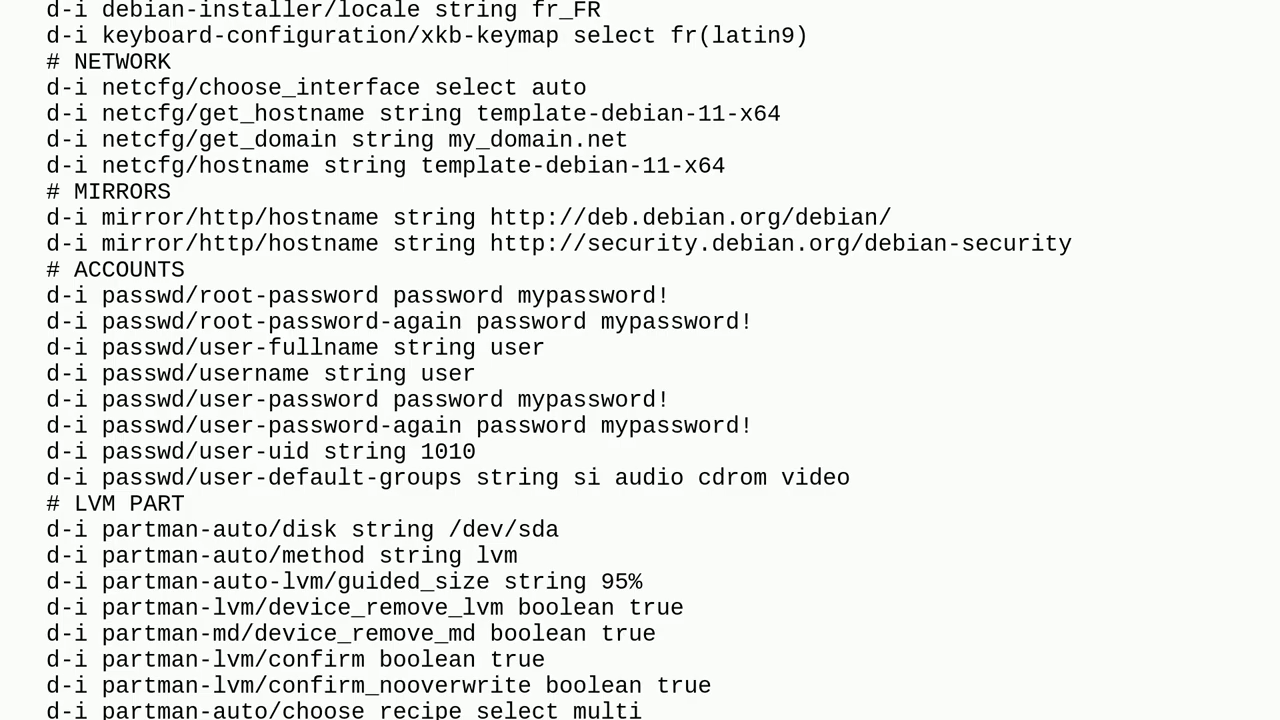 d-i debian-installer/locale string fr_FR
d-i keyboard-configuration/xkb-keymap select fr(latin9)
# NETWORK
d-i netcfg/choose_interface select auto
d-i netcfg/get_hostname string template-debian-11-x64
d-i netcfg/get_domain string my_domain.net
d-i netcfg/hostname string template-debian-11-x64
# MIRRORS
d-i mirror/http/hostname string http://deb.debian.org/debian/
d-i mirror/http/hostname string http://security.debian.org/debian-security
# ACCOUNTS
d-i passwd/root-password password mypassword!
d-i passwd/root-password-again password mypassword!
d-i passwd/user-fullname string user
d-i passwd/username string user
d-i passwd/user-password password mypassword!
d-i passwd/user-password-again password mypassword!
d-i passwd/user-uid string 1010
d-i passwd/user-default-groups string si audio cdrom video
# LVM PART
d-i partman-auto/disk string /dev/sda
d-i partman-auto/method string lvm
d-i partman-auto-lvm/guided_size string 95%
d-i partman-lvm/device_remove_lvm boolean true
d-i partman-md/device_remove_md boolean true
d-i partman-lvm/confirm boolean true
d-i partman-lvm/confirm_nooverwrite boolean true
d-i partman-auto/choose_recipe select multi